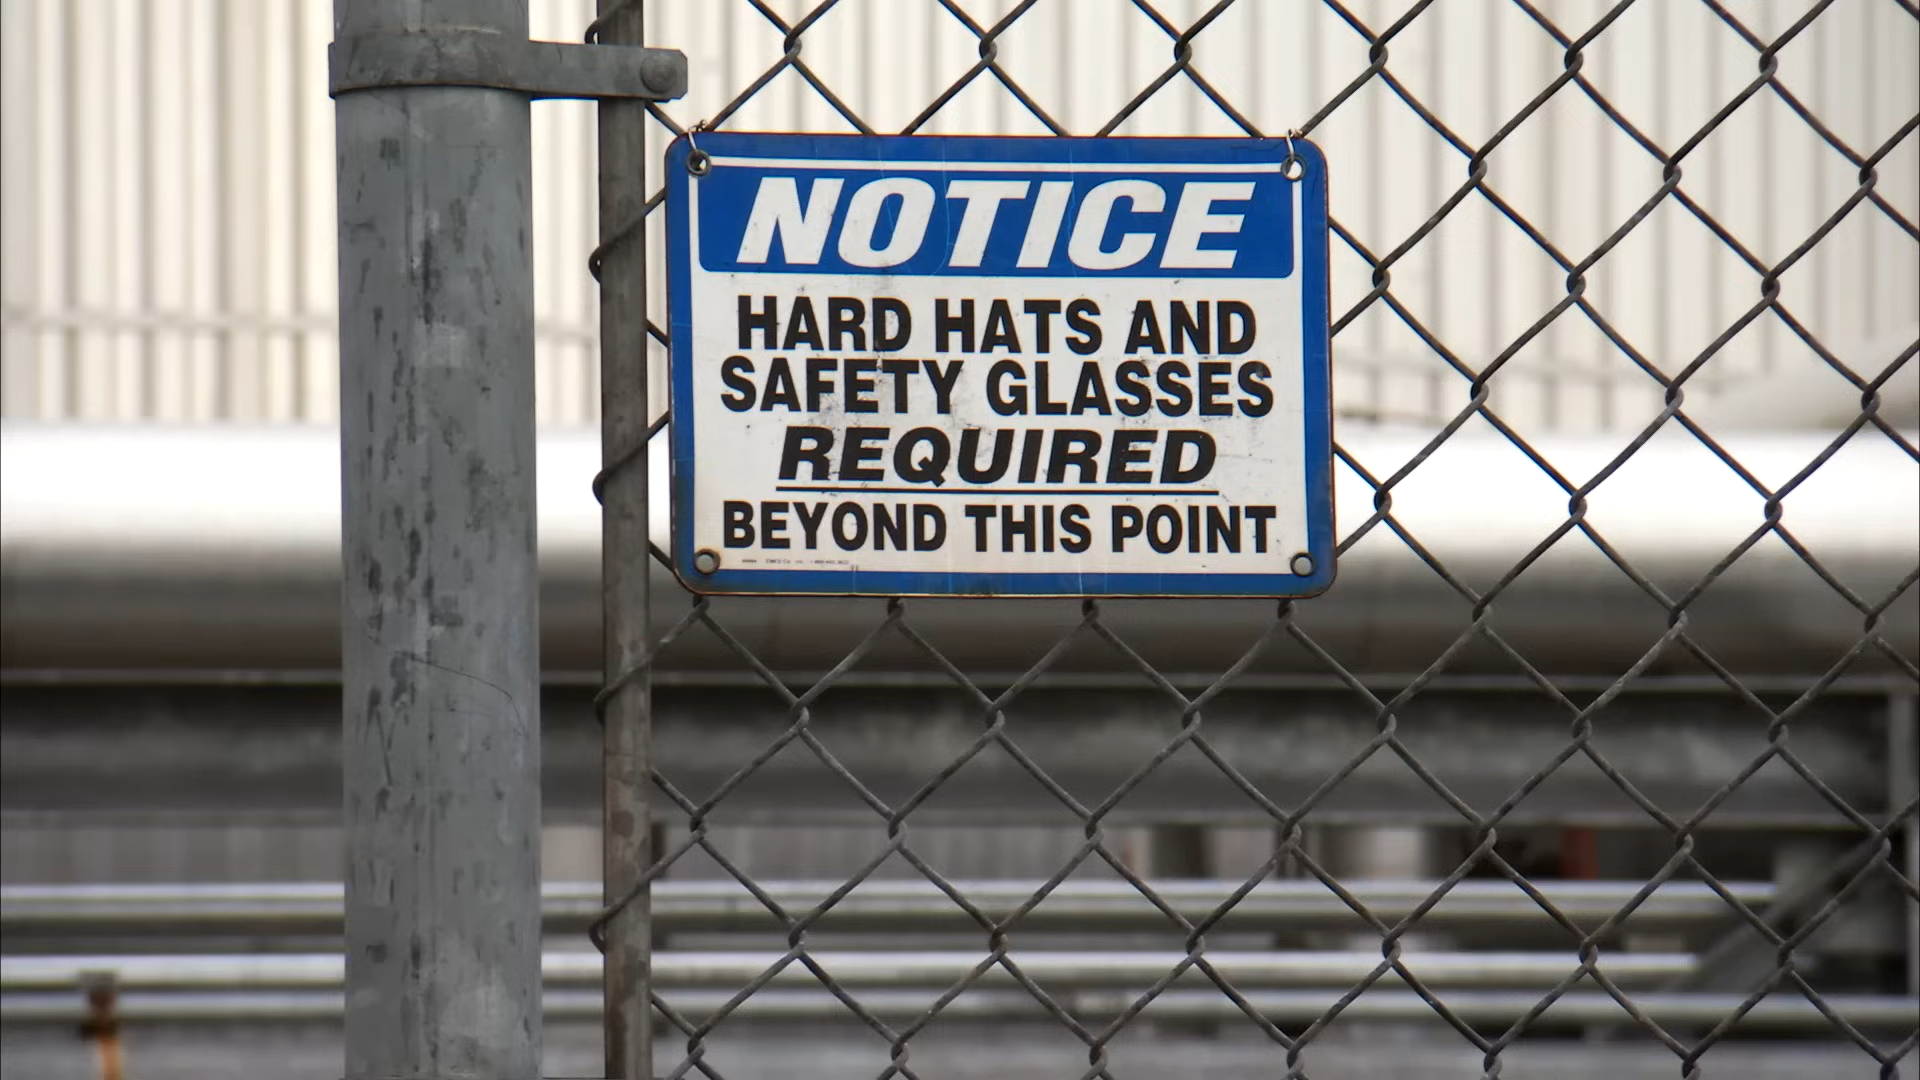 NOTICE
HARD HATS AND
SAFETY GLASSES
REQUIRED
BEYOND THIS POINT